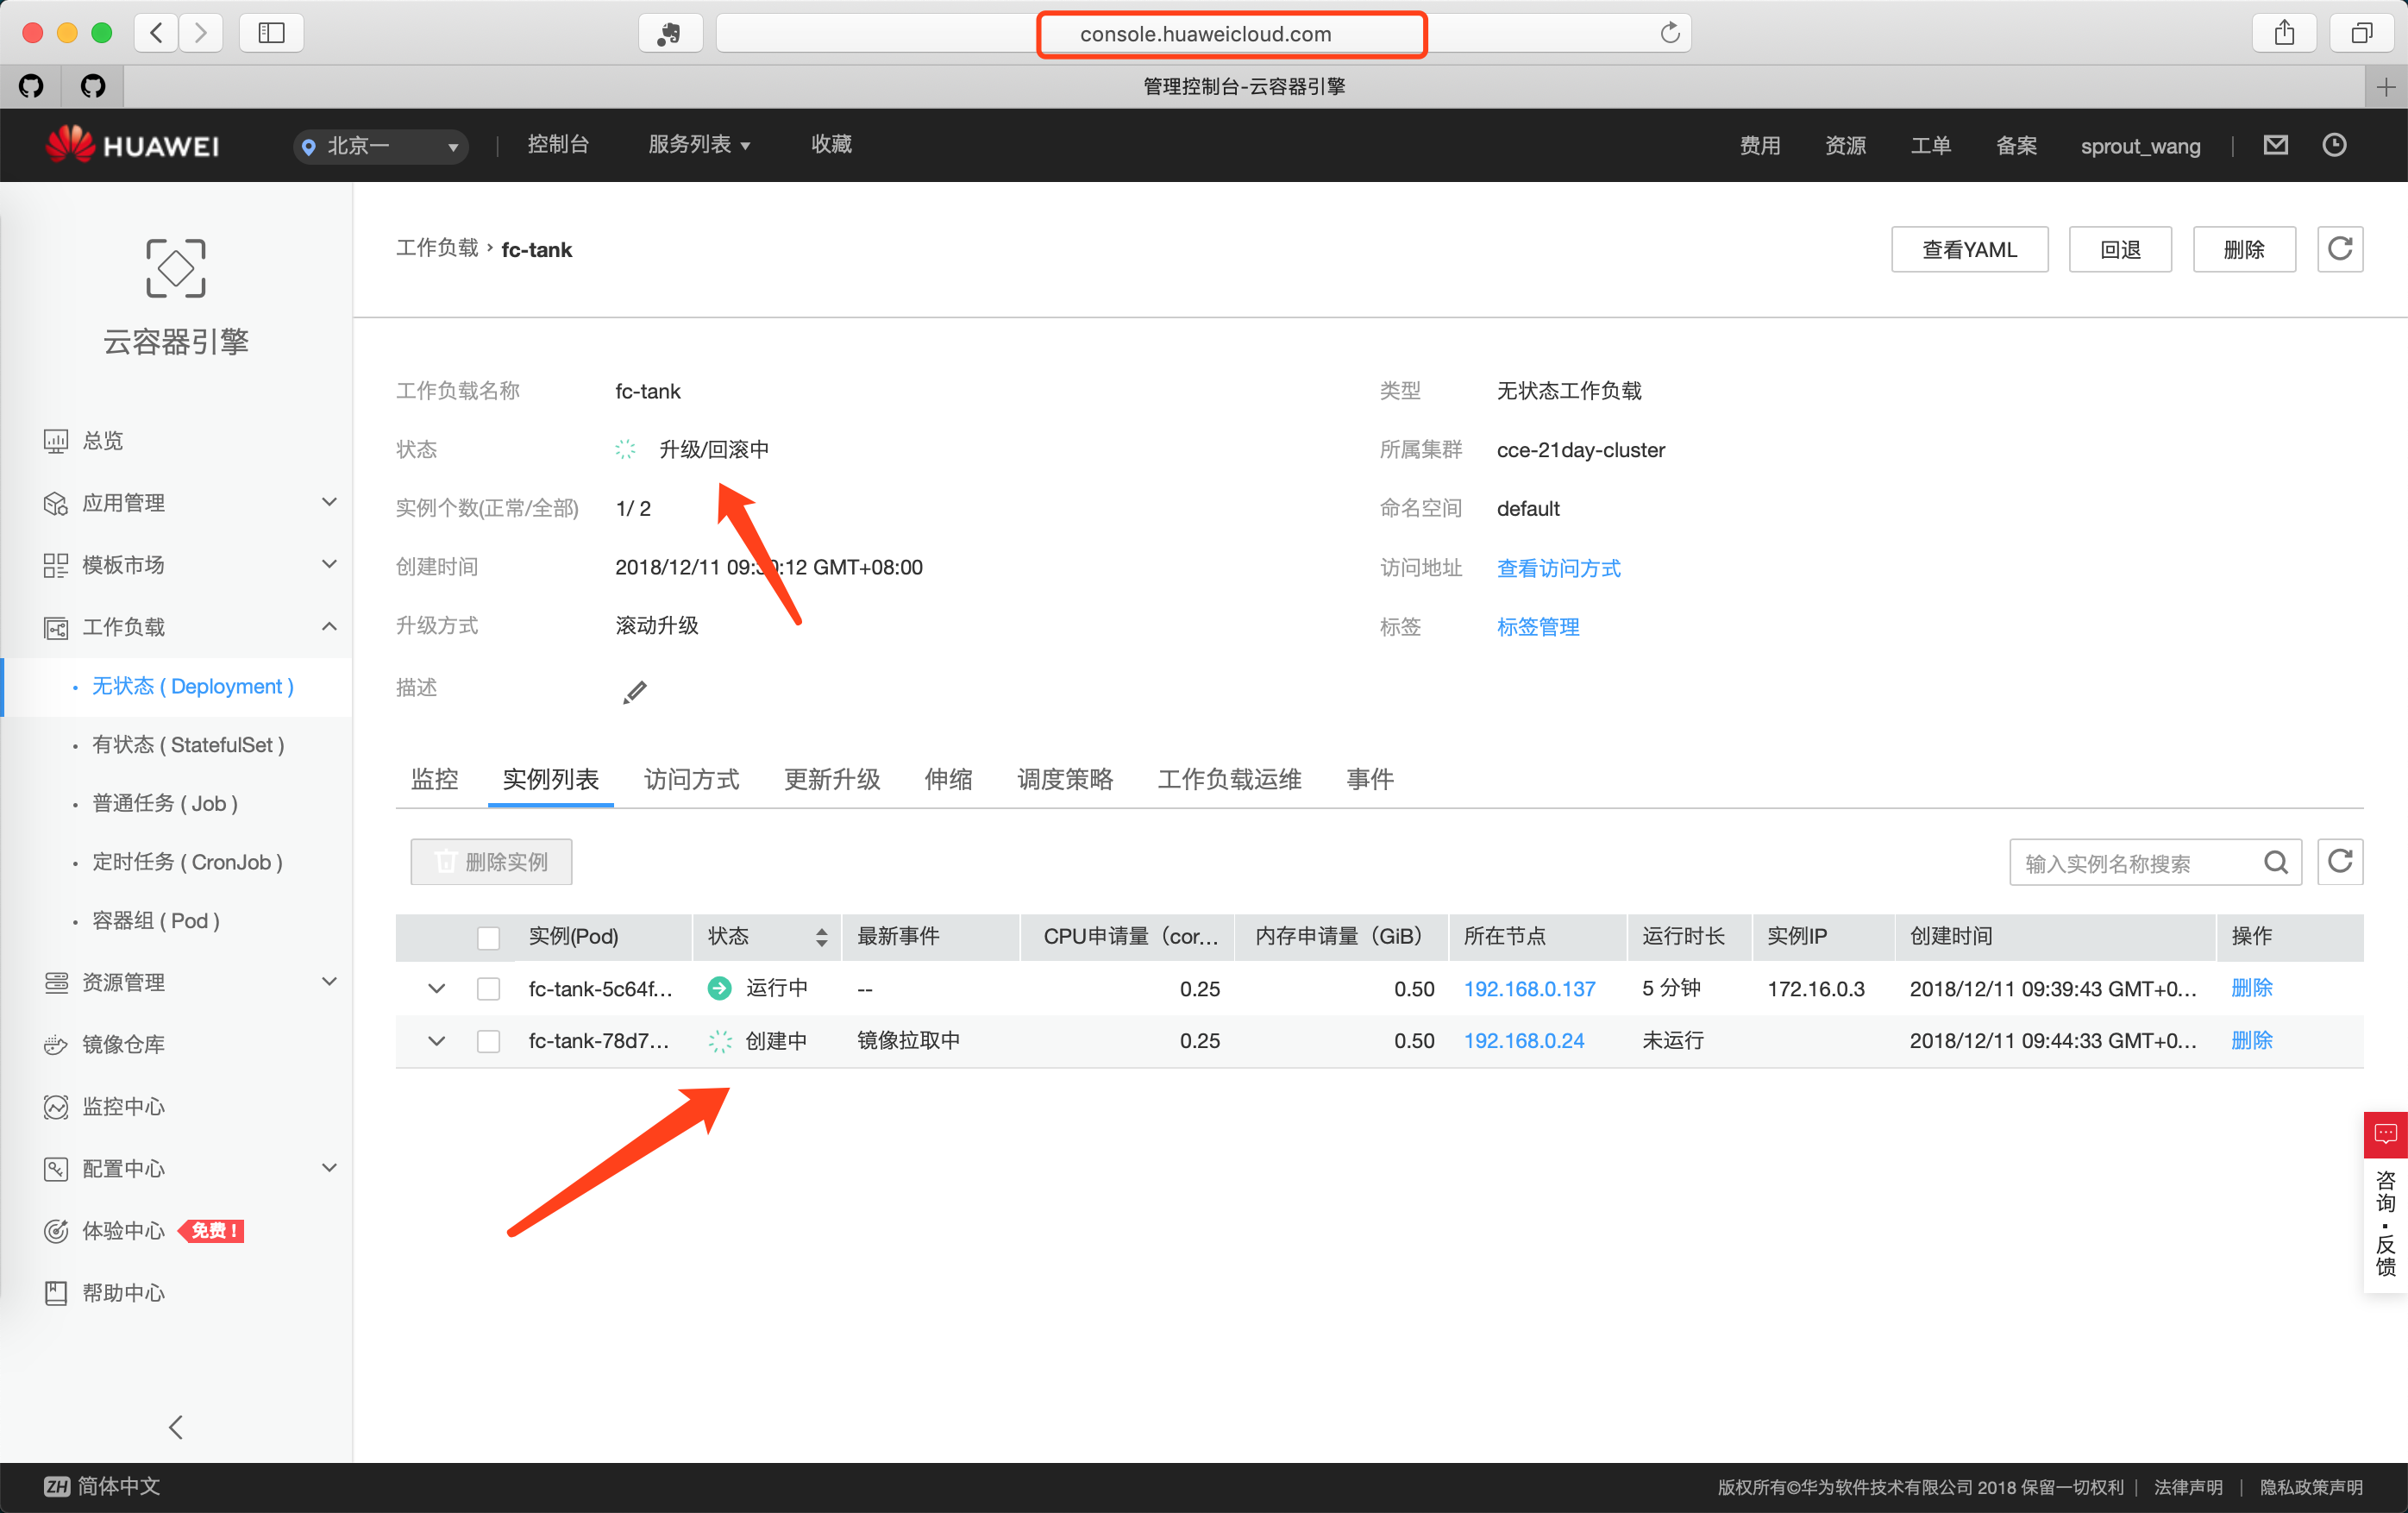 console.huaweicloud.com
管理控制台-云容器引擎
HUAWEI 北京一 控制台 服务列表 收藏 费用 资源 工单 备案 sprout_wang
工作负载 › fc-tank 查看YAML 回退 删除
云容器引擎
总览
应用管理
模板市场
工作负载
无状态 ( Deployment )
有状态 ( StatefulSet )
普通任务 ( Job )
定时任务 ( CronJob )
容器组 ( Pod )
资源管理
镜像仓库
监控中心
配置中心
体验中心 免费 !
帮助中心
工作负载名称 fc-tank 类型 无状态工作负载
状态 升级/回滚中 所属集群 cce-21day-cluster
实例个数(正常/全部) 1/ 2 命名空间 default
创建时间 2018/12/11 09:39:12 GMT+08:00 访问地址 查看访问方式
升级方式 滚动升级 标签 标签管理
描述
监控 实例列表 访问方式 更新升级 伸缩 调度策略 工作负载运维 事件
删除实例 输入实例名称搜索
实例(Pod) 状态 最新事件 CPU申请量（cor... 内存申请量（GiB） 所在节点 运行时长 实例IP 创建时间 操作
fc-tank-5c64f... 运行中 -- 0.25 0.50 192.168.0.137 5 分钟 172.16.0.3 2018/12/11 09:39:43 GMT+0... 删除
fc-tank-78d7... 创建中 镜像拉取中 0.25 0.50 192.168.0.24 未运行 2018/12/11 09:44:33 GMT+0... 删除
咨询·反馈
ZH 简体中文 版权所有©华为软件技术有限公司 2018 保留一切权利 | 法律声明 | 隐私政策声明